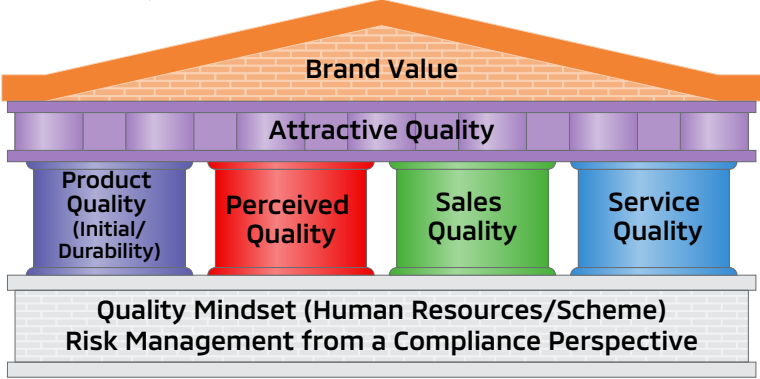 Brand Value
Attractive Quality
Product
Quality
(Initial/
Durability)
Perceived
Quality
Sales
Quality
Service
Quality
Quality Mindset (Human Resources/Scheme)
Risk Management from a Compliance Perspective